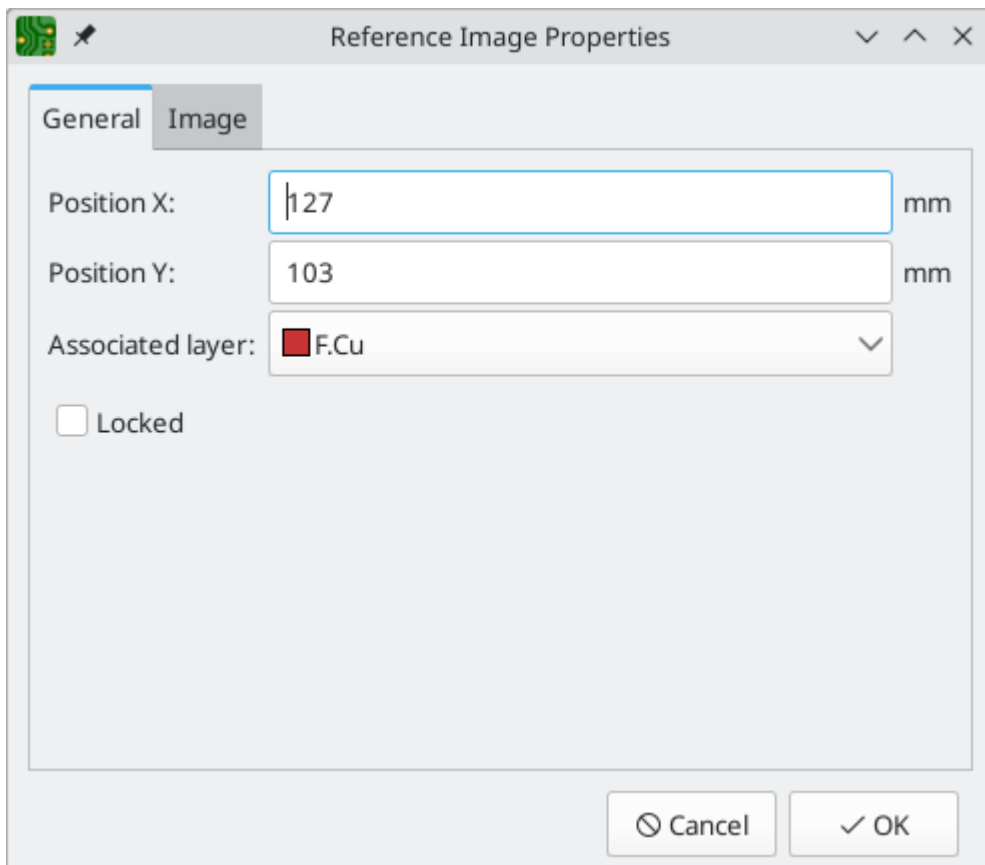 Reference Image Properties
General Image
Position X: 127 mm
Position Y: 103 mm
Associated layer: F.Cu
Locked
Cancel OK